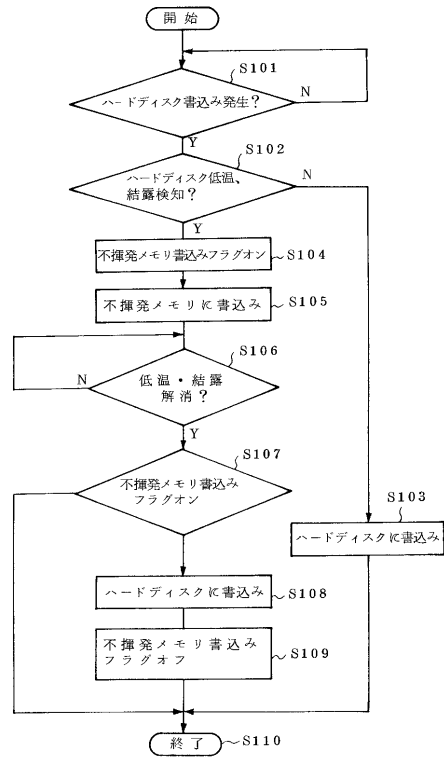 開始
S101
ハードディスク書込み発生？
N
Y
S102
ハードディスク低温、
結露検知？
N
Y
不揮発メモリ書込みフラグオン
S104
不揮発メモリに書込み
S105
S106
低温・結露
解消？
N
Y
S107
不揮発メモリ書込み
フラグオン
S103
ハードディスクに書込み
ハードディスクに書込み
S108
不揮発メモリ書込み
フラグオフ
S109
終了
S110